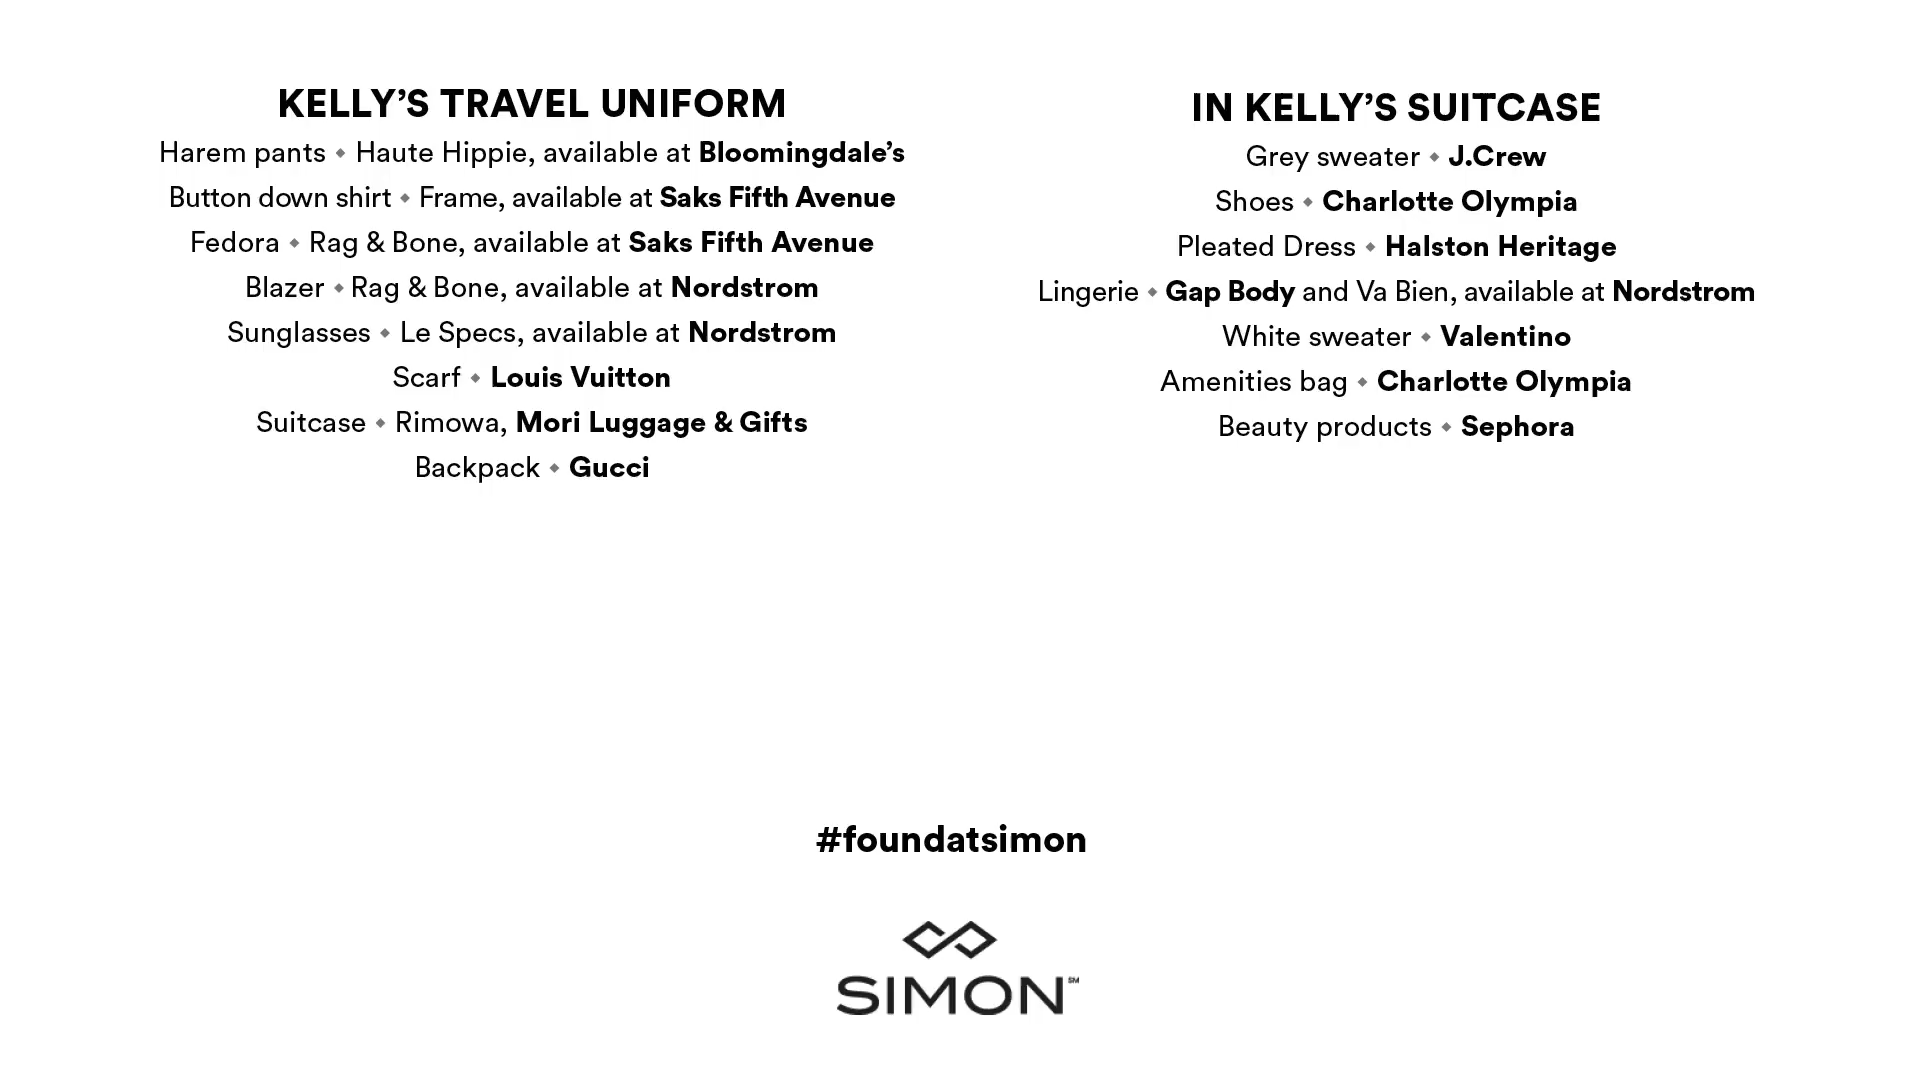 KELLY’S TRAVEL UNIFORM
Harem pants • Haute Hippie, available at Bloomingdale’s
Button down shirt • Frame, available at Saks Fifth Avenue
Fedora • Rag & Bone, available at Saks Fifth Avenue
Blazer • Rag & Bone, available at Nordstrom
Sunglasses • Le Specs, available at Nordstrom
Scarf • Louis Vuitton
Suitcase • Rimowa, Mori Luggage & Gifts
Backpack • Gucci
IN KELLY’S SUITCASE
Grey sweater • J.Crew
Shoes • Charlotte Olympia
Pleated Dress • Halston Heritage
Lingerie • Gap Body and Va Bien, available at Nordstrom
White sweater • Valentino
Amenities bag • Charlotte Olympia
Beauty products • Sephora
#foundatsimon
SIMON℠